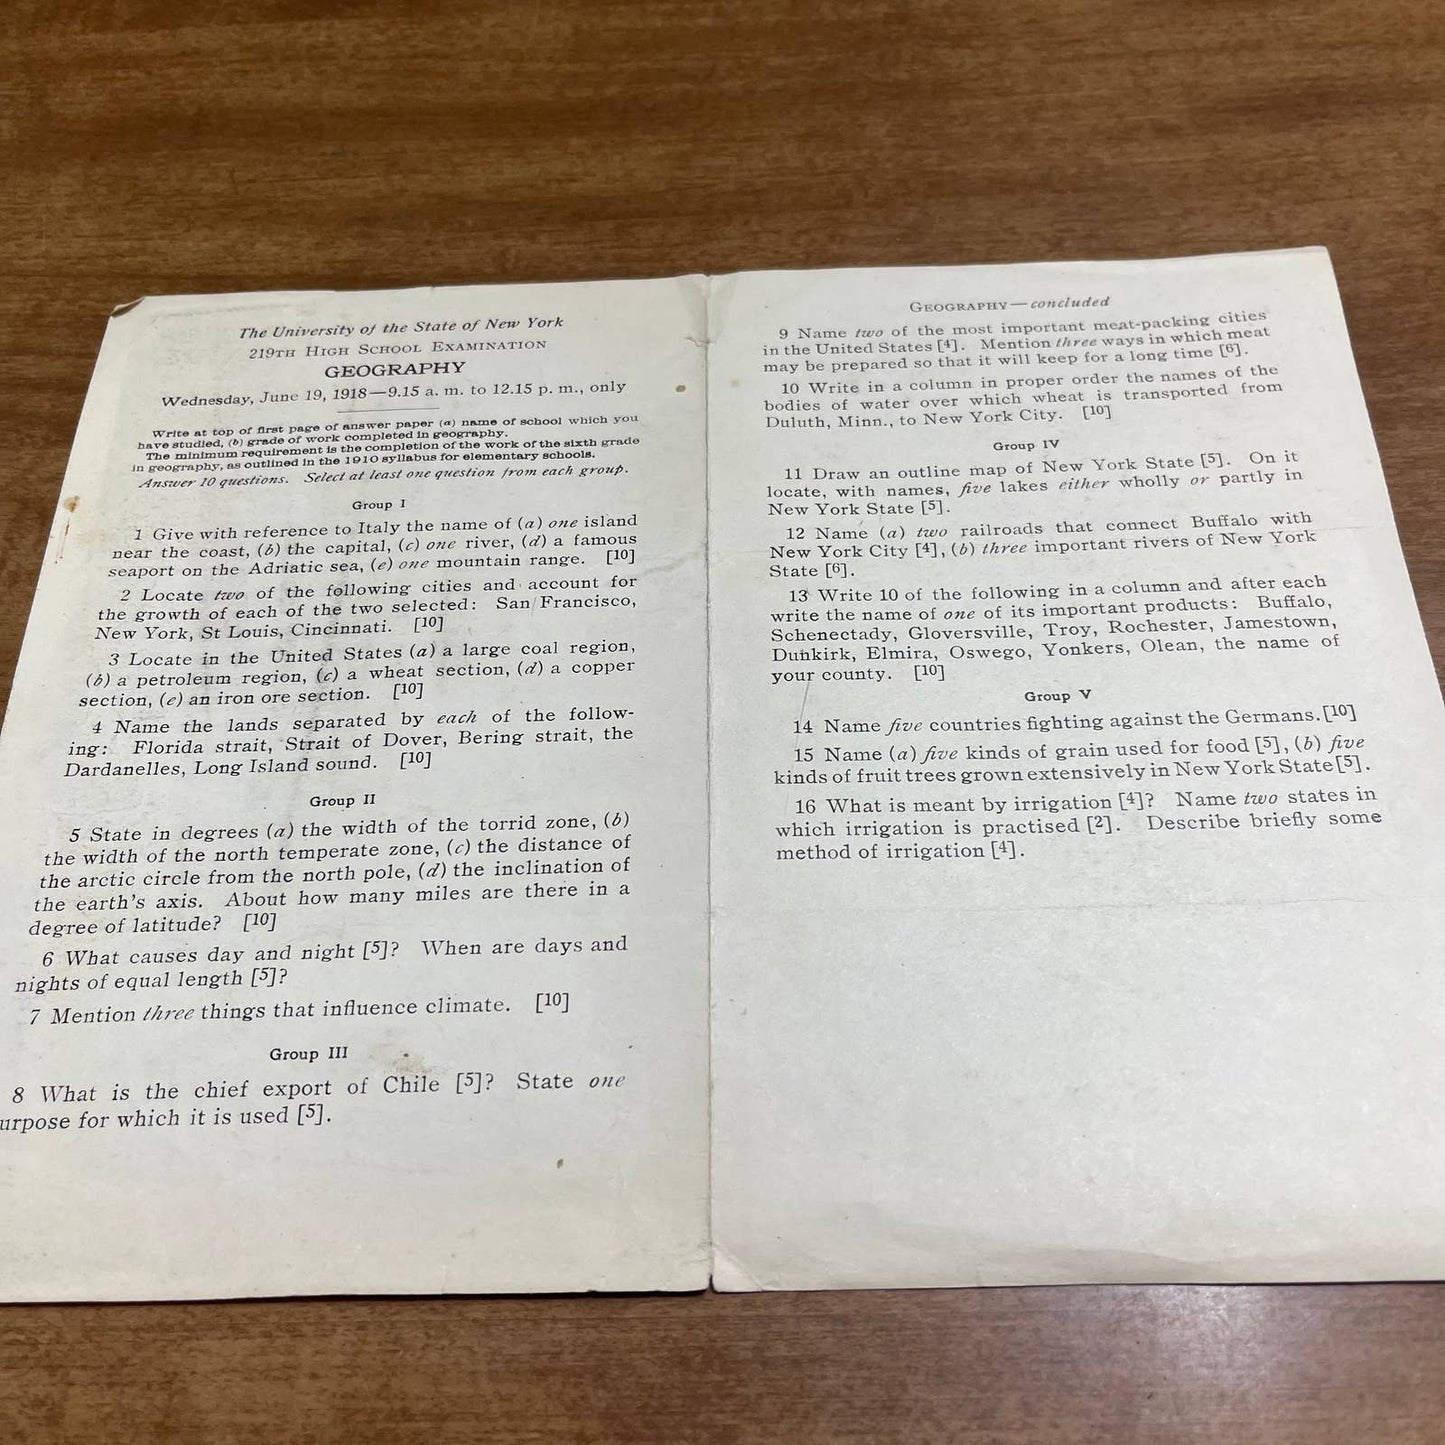 The University of the State of New York
219TH HIGH SCHOOL EXAMINATION
GEOGRAPHY
Wednesday, June 19, 1918—9.15 a. m. to 12.15 p. m., only
Write at top of first page of answer paper (a) name of school which you
have studied, (b) grade of work completed in geography.
The minimum requirement is the completion of the work of the sixth grade
in geography, as outlined in the 1910 syllabus for elementary schools.
Answer 10 questions. Select at least one question from each group.
Group I
1 Give with reference to Italy the name of (a) one island
near the coast, (b) the capital, (c) one river, (d) a famous
seaport on the Adriatic sea, (e) one mountain range. [10]
2 Locate two of the following cities and account for
the growth of each of the two selected: San Francisco,
New York, St Louis, Cincinnati. [10]
3 Locate in the United States (a) a large coal region,
(b) a petroleum region, (c) a wheat section, (d) a copper
section, (e) an iron ore section. [10]
4 Name the lands separated by each of the follow-
ing: Florida strait, Strait of Dover, Bering strait, the
Dardanelles, Long Island sound. [10]
Group II
5 State in degrees (a) the width of the torrid zone, (b)
the width of the north temperate zone, (c) the distance of
the arctic circle from the north pole, (d) the inclination of
the earth's axis. About how many miles are there in a
degree of latitude? [10]
6 What causes day and night [5]? When are days and
nights of equal length [5]?
7 Mention three things that influence climate. [10]
Group III
8 What is the chief export of Chile [5]? State one
urpose for which it is used [5].
GEOGRAPHY—concluded
9 Name two of the most important meat-packing cities
in the United States [4]. Mention three ways in which meat
may be prepared so that it will keep for a long time [6].
10 Write in a column in proper order the names of the
bodies of water over which wheat is transported from
Duluth, Minn., to New York City. [10]
Group IV
11 Draw an outline map of New York State [5]. On it
locate, with names, five lakes either wholly or partly in
New York State [5].
12 Name (a) two railroads that connect Buffalo with
New York City [4], (b) three important rivers of New York
State [6].
13 Write 10 of the following in a column and after each
write the name of one of its important products: Buffalo,
Schenectady, Gloversville, Troy, Rochester, Jamestown,
Dunkirk, Elmira, Oswego, Yonkers, Olean, the name of
your county. [10]
Group V
14 Name five countries fighting against the Germans.[10]
15 Name (a) five kinds of grain used for food [5], (b) five
kinds of fruit trees grown extensively in New York State[5].
16 What is meant by irrigation [4]? Name two states in
which irrigation is practised [2]. Describe briefly some
method of irrigation [4].